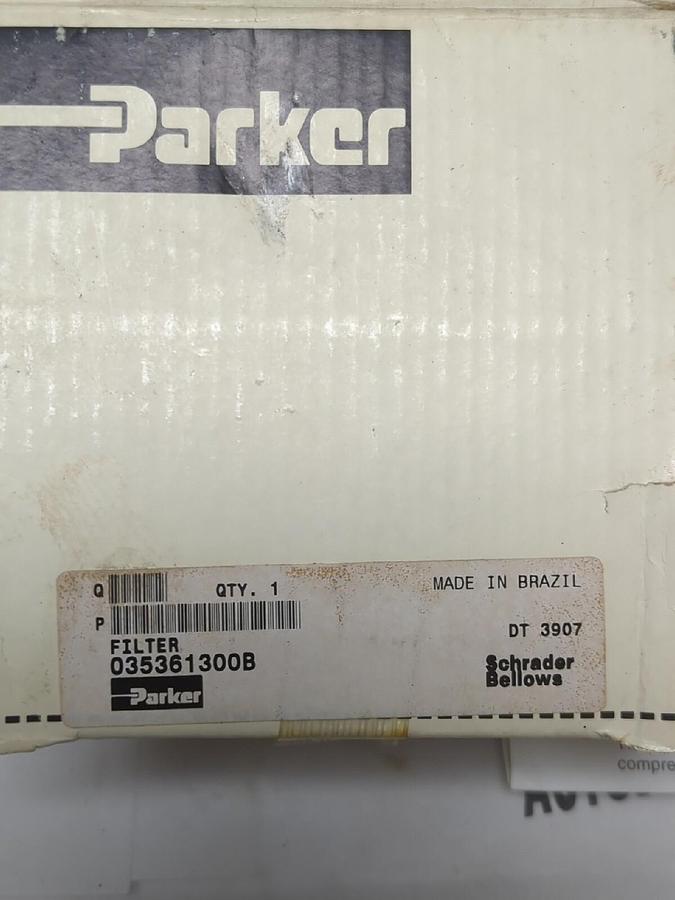 Parker
Q QTY. 1 MADE IN BRAZIL
P
DT 3907
FILTER
035361300B
Schrader
Bellows
Parker
compre